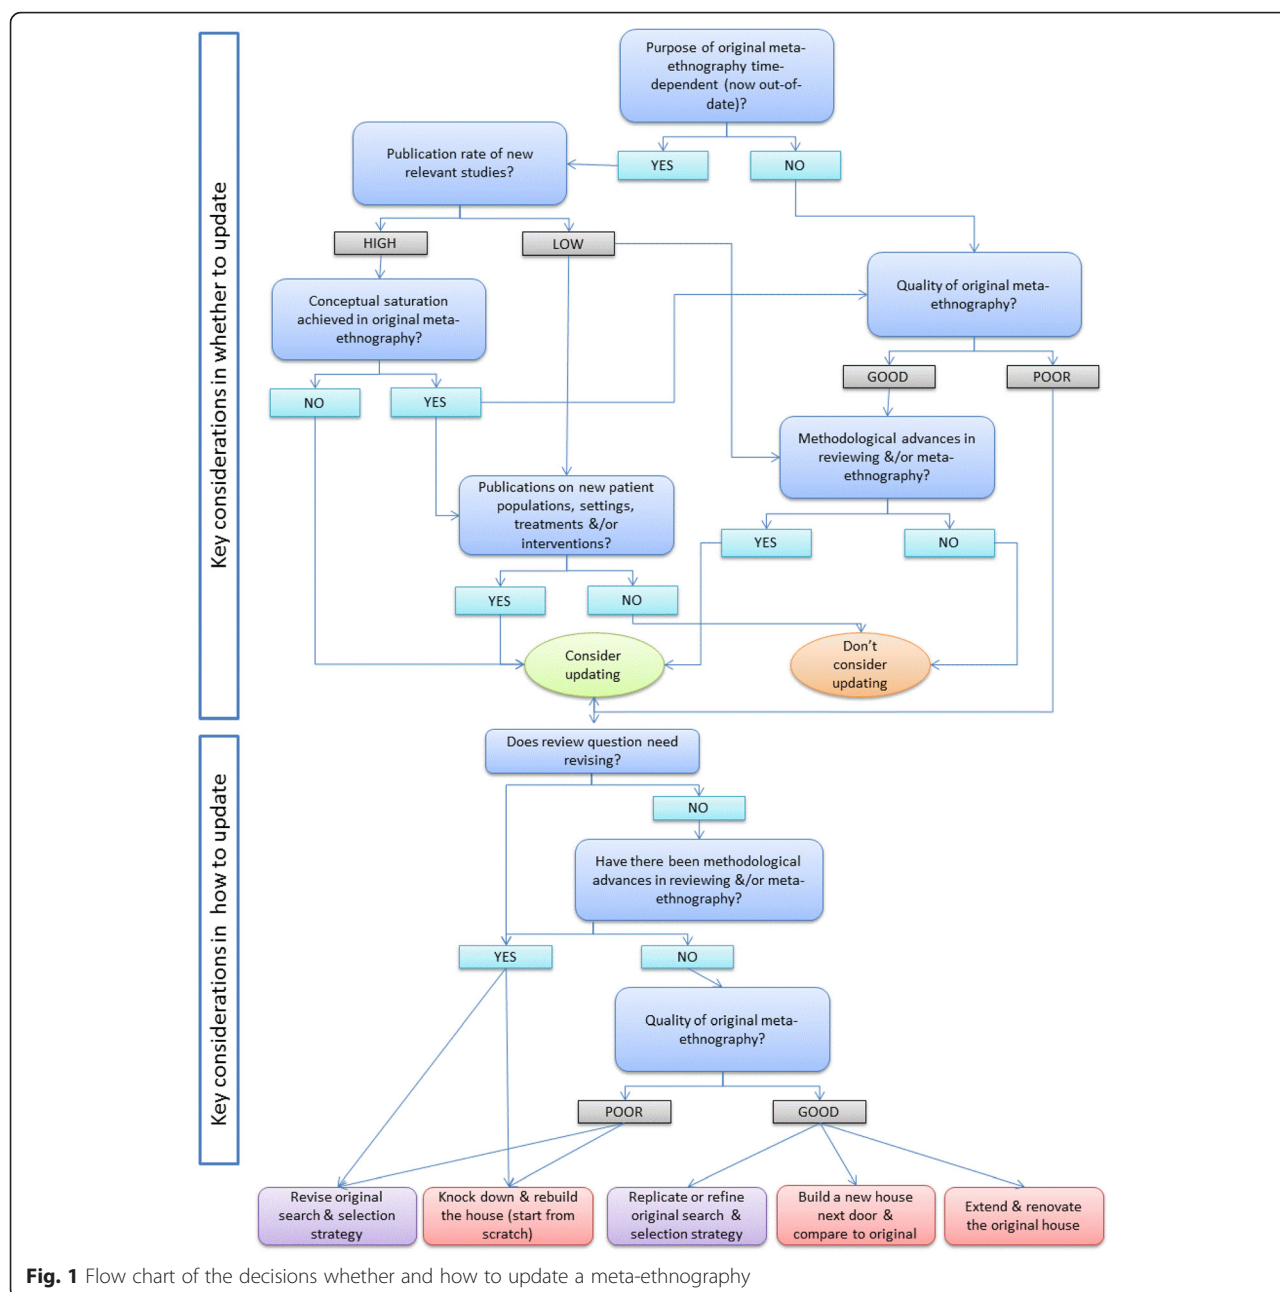 Key considerations in whether to update
Purpose of original meta-
ethnography time-
dependent (now out-of-
date)?
YES
NO
Publication rate of new
relevant studies?
HIGH
LOW
Quality of original meta-
ethnography?
Conceptual saturation
achieved in original meta-
ethnography?
GOOD
POOR
NO
YES
Methodological advances in
reviewing &/or meta-
ethnography?
Publications on new patient
populations, settings,
treatments &/or
interventions?
YES
NO
YES
NO
Consider
updating
Don't
consider
updating
Key considerations in how to update
Does review question need
revising?
NO
Have there been methodological
advances in reviewing &/or meta-
ethnography?
YES
NO
Quality of original meta-
ethnography?
POOR
GOOD
Revise original
search & selection
strategy
Knock down & rebuild
the house (start from
scratch)
Replicate or refine
original search &
selection strategy
Build a new house
next door &
compare to original
Extend & renovate
the original house
Fig. 1 Flow chart of the decisions whether and how to update a meta-ethnography